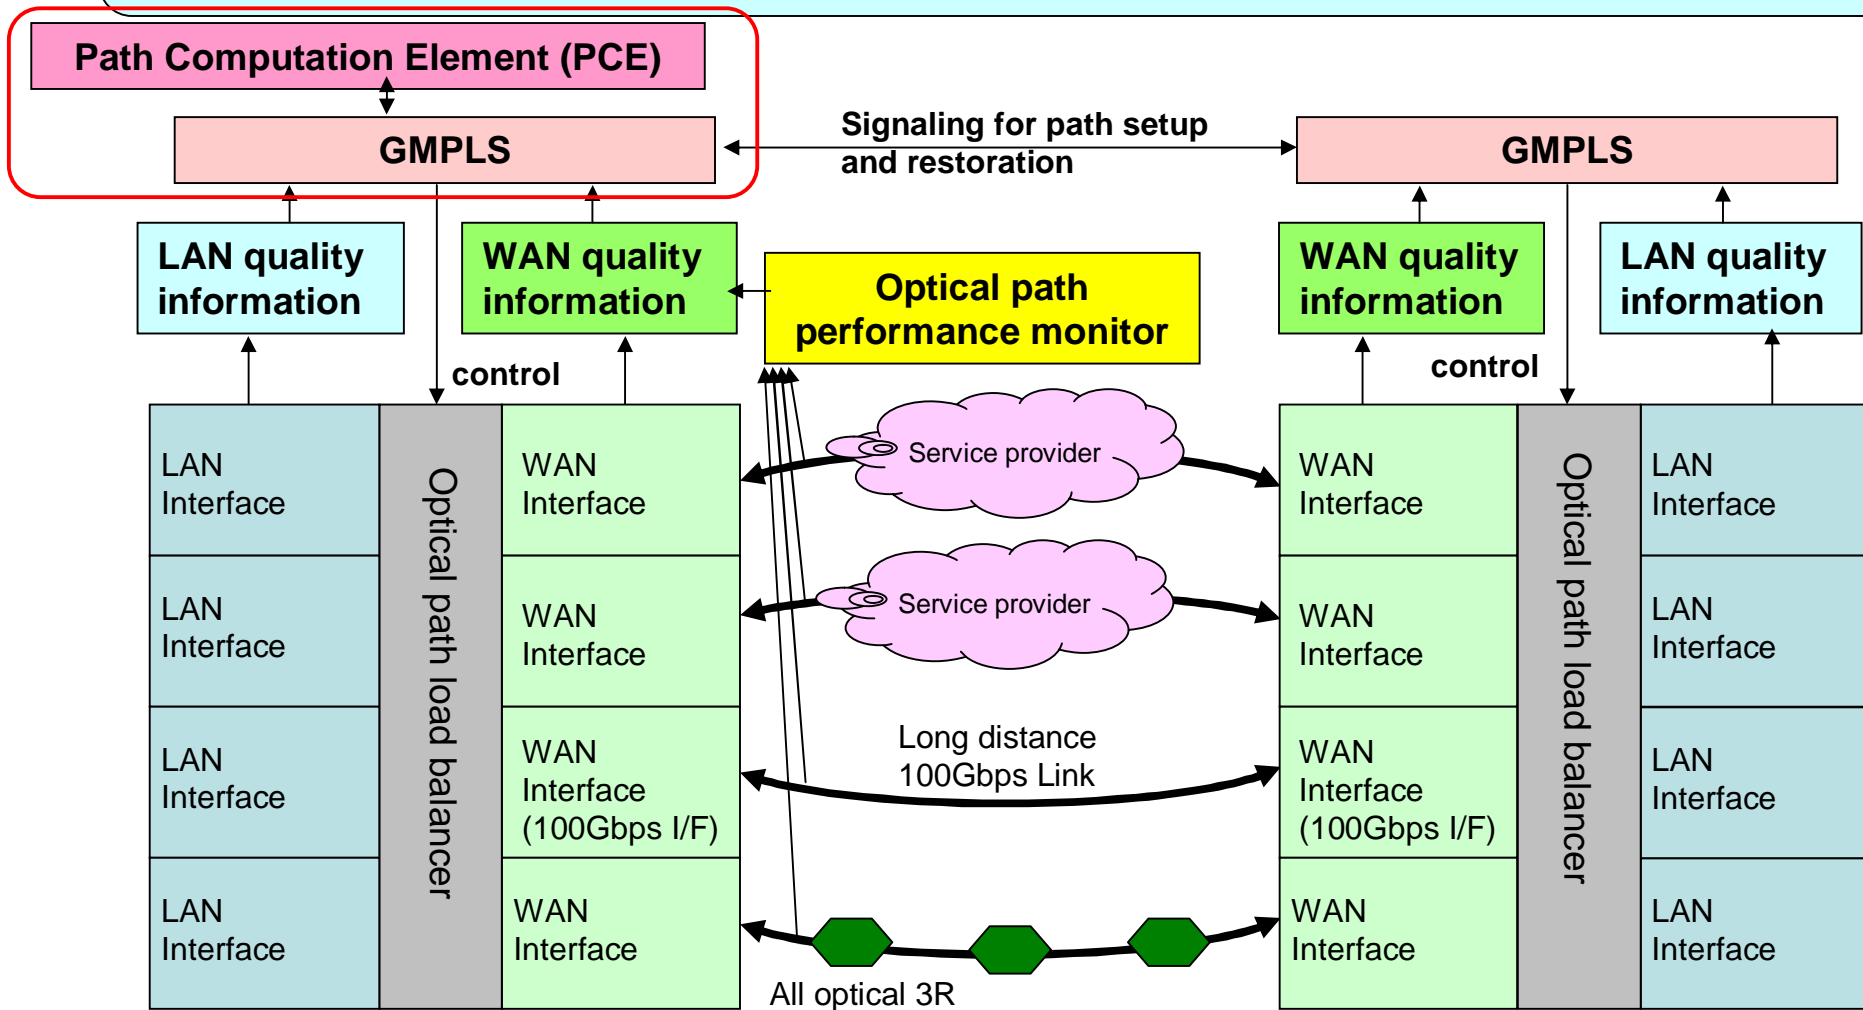 Path Computation Element (PCE)
GMPLS
Signaling for path setup
and restoration
GMPLS
LAN quality
information
WAN quality
information
Optical path
performance monitor
WAN quality
information
LAN quality
information
control
control
LAN
Interface
LAN
Interface
LAN
Interface
LAN
Interface
Optical path load balancer
WAN
Interface
WAN
Interface
WAN
Interface
(100Gbps I/F)
WAN
Interface
Service provider
Service provider
Long distance
100Gbps Link
All optical 3R
WAN
Interface
WAN
Interface
WAN
Interface
(100Gbps I/F)
WAN
Interface
Optical path load balancer
LAN
Interface
LAN
Interface
LAN
Interface
LAN
Interface